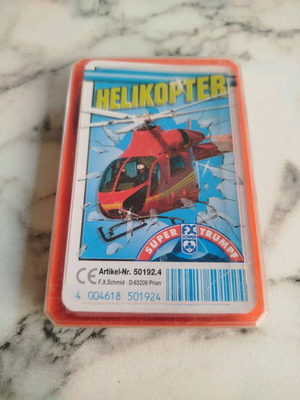 HELIKOPTER
SUPER TRUMPF
Artikel-Nr. 50192.4
F.X.Schmid · D-83209 Prien
4 004618 501924